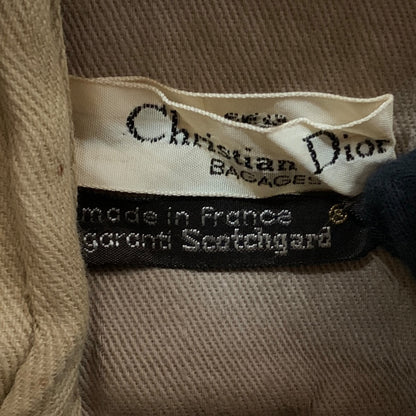 Christian Dior
BAGAGES
made in France
garanti Scotchgard ®